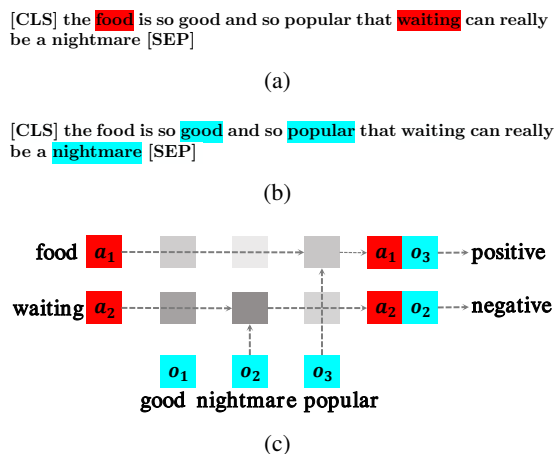 [CLS] the food is so good and so popular that waiting can really
be a nightmare [SEP]
(a)
[CLS] the food is so good and so popular that waiting can really
be a nightmare [SEP]
(b)
food a1 a1 o3 positive
waiting a2 a2 o2 negative
o1 o2 o3
good nightmare popular
(c)